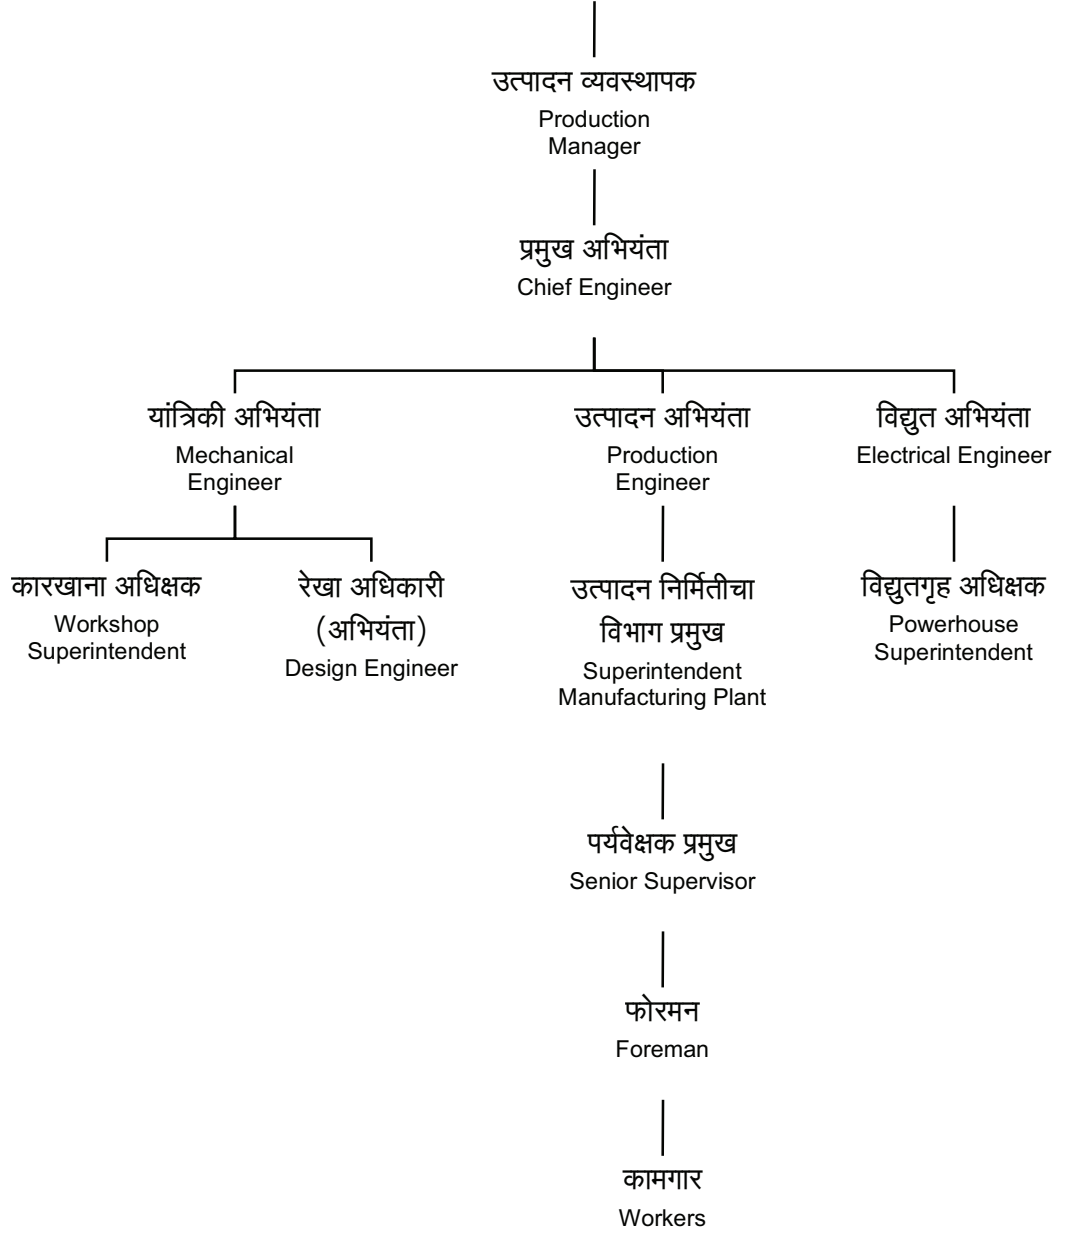 उत्पादन व्यवस्थापक
Production
Manager
प्रमुख अभियंता
Chief Engineer
यांत्रिकी अभियंता
Mechanical
Engineer
उत्पादन अभियंता
Production
Engineer
विद्युत अभियंता
Electrical Engineer
कारखाना अधिक्षक
Workshop
Superintendent
रेखा अधिकारी
(अभियंता)
Design Engineer
उत्पादन निर्मितीचा
विभाग प्रमुख
Superintendent
Manufacturing Plant
विद्युतगृह अधिक्षक
Powerhouse
Superintendent
पर्यवेक्षक प्रमुख
Senior Supervisor
फोरमन
Foreman
कामगार
Workers